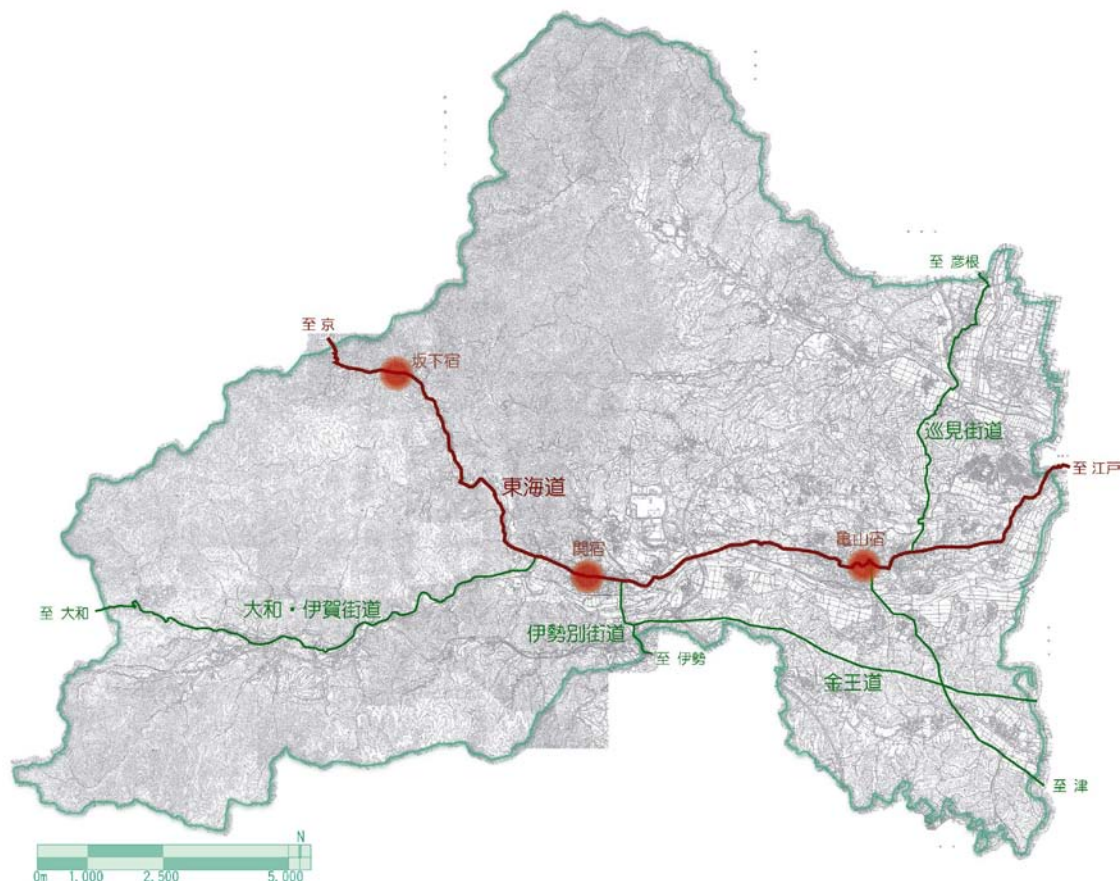 至 彦根
至 京
坂下宿
巡見街道
至 江戸
東海道
関宿
亀山宿
至 大和
大和・伊賀街道
伊勢別街道
至 伊勢
金王道
至 津
N
0m 1,000 2,500 5,000